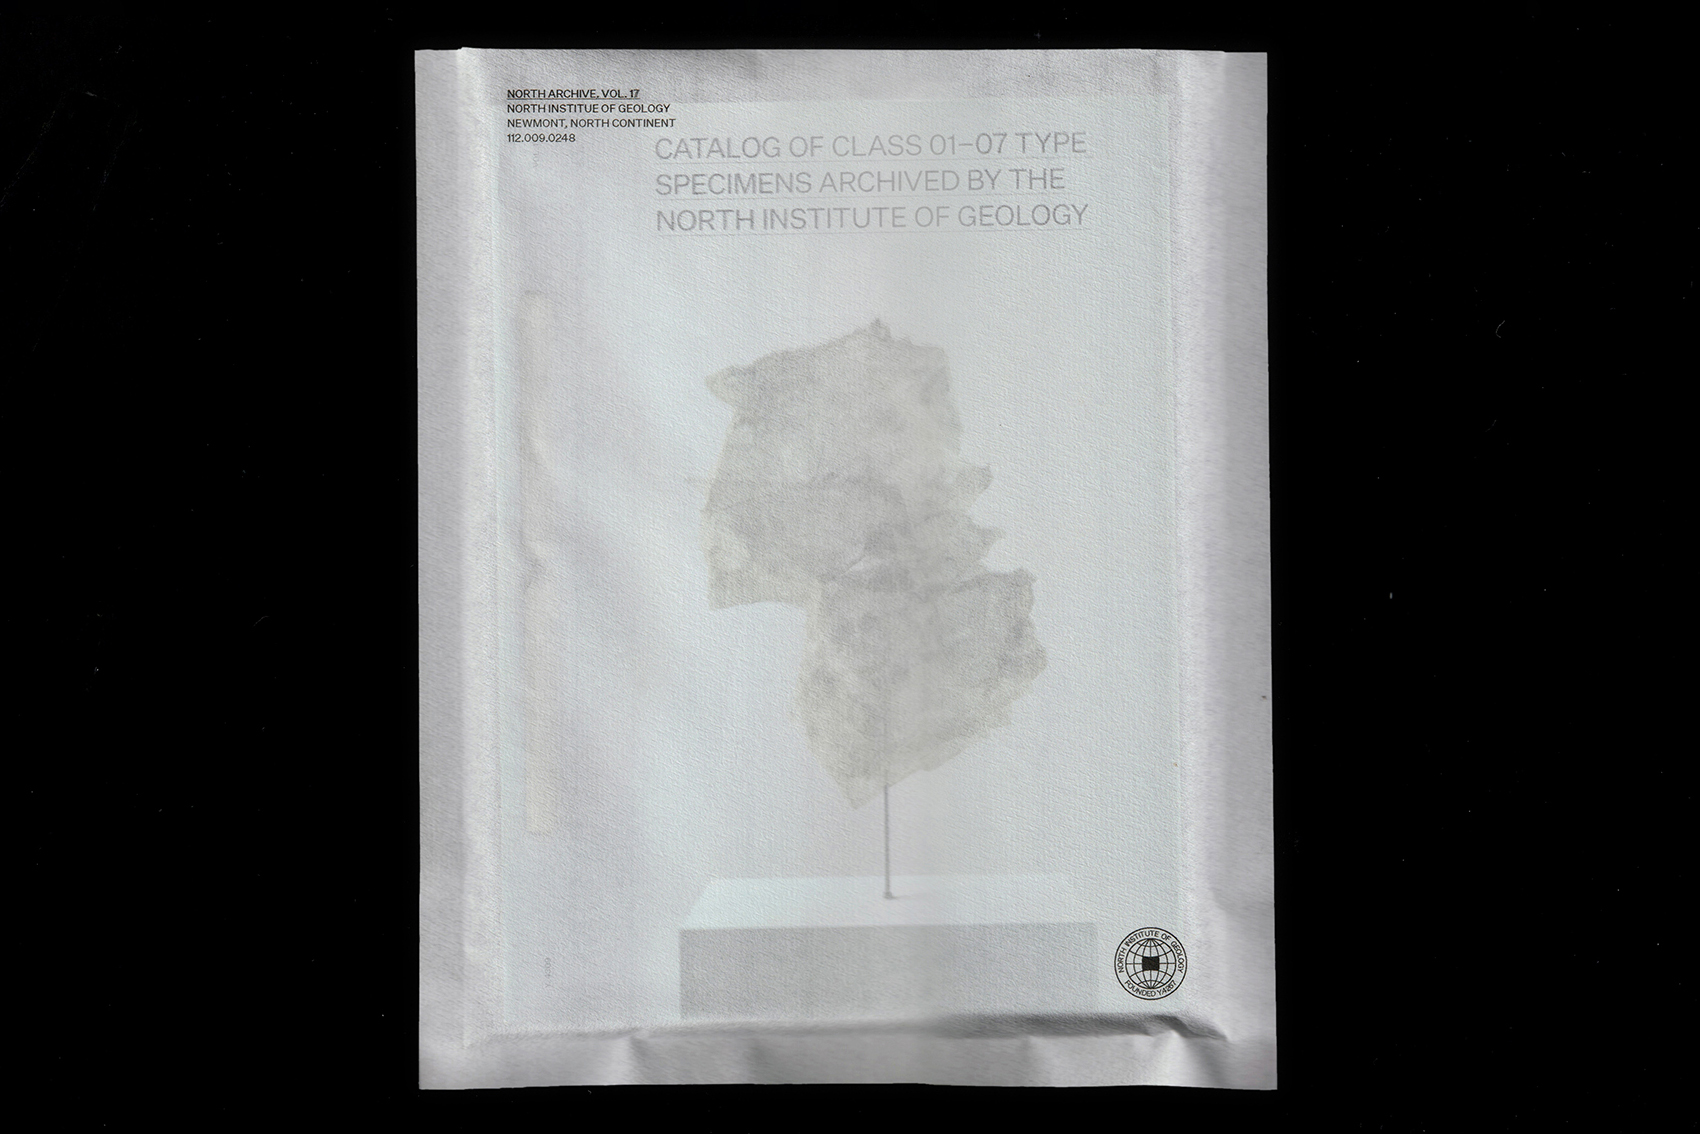 NORTH ARCHIVE, VOL. 17
NORTH INSTITUE OF GEOLOGY
NEWMONT, NORTH CONTINENT
112.009.0248
CATALOG OF CLASS 01–07 TYPE
SPECIMENS ARCHIVED BY THE
NORTH INSTITUTE OF GEOLOGY
NORTH INSTITUTE OF GEOLOGY
FOUNDED